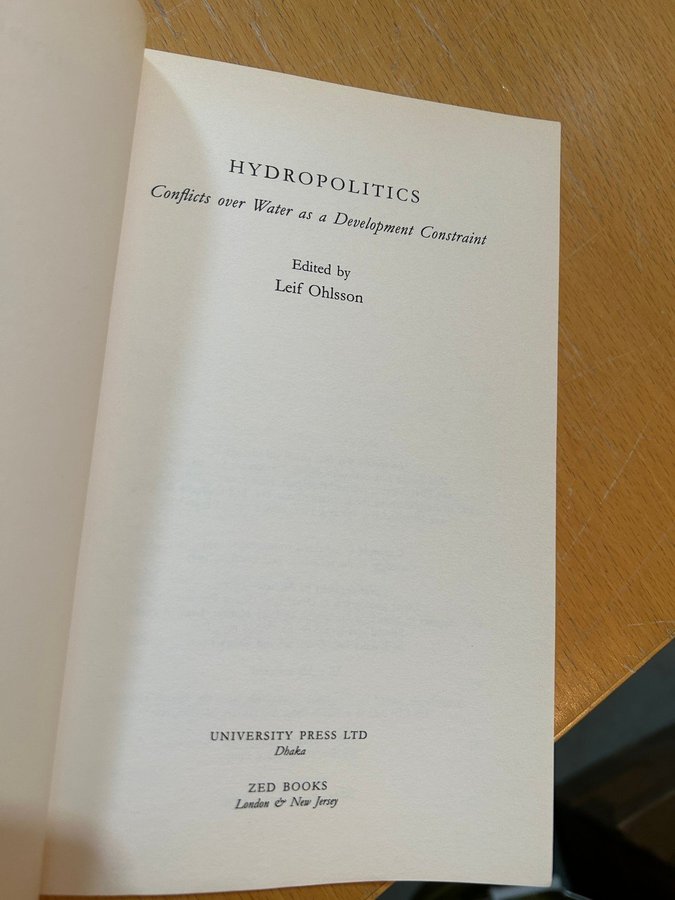 HYDROPOLITICS
Conflicts over Water as a Development Constraint
Edited by
Leif Ohlsson
UNIVERSITY PRESS LTD
Dhaka
ZED BOOKS
London & New Jersey